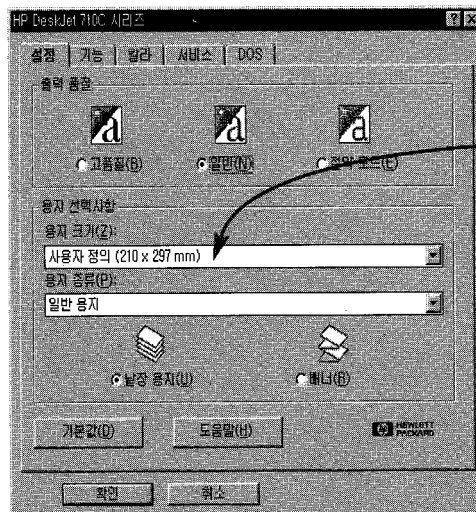 HP DeskJet 710C 시리즈
설정 기능 칼라 서비스 DOS
출력 품질
고품질(B) 일반(N) 절약 모드(E)
용지 선택사항
용지 크기(Z):
사용자 정의 (210 x 297 mm)
용지 종류(P):
일반 용지
낱장 용지(U) 배너(R)
기본값(D) 도움말(H) HEWLETT
PACKARD
확인 취소